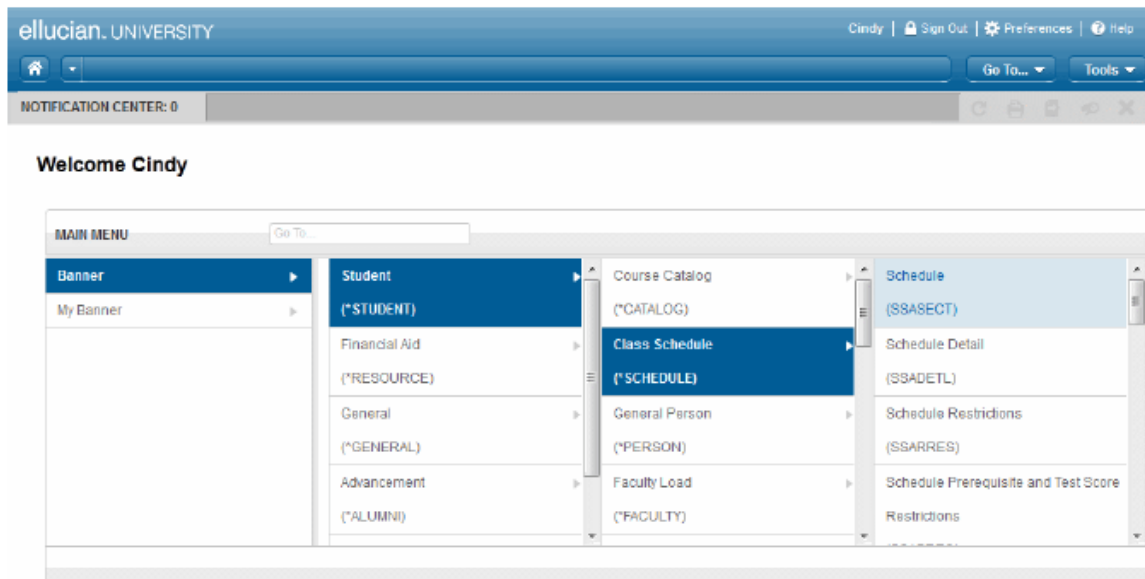 ellucian. UNIVERSITY
Cindy | Sign Out | Preferences | Help
Go To...
Tools
NOTIFICATION CENTER: 0
Welcome Cindy
MAIN MENU
Go To...
Banner
My Banner
Student
(*STUDENT)
Financial Aid
(*RESOURCE)
General
(*GENERAL)
Advancement
(*ALUMNI)
Course Catalog
(*CATALOG)
Class Schedule
(*SCHEDULE)
General Person
(*PERSON)
Faculty Load
(*FACULTY)
Schedule
(SSASECT)
Schedule Detail
(SSADETL)
Schedule Restrictions
(SSARRES)
Schedule Prerequisite and Test Score
Restrictions